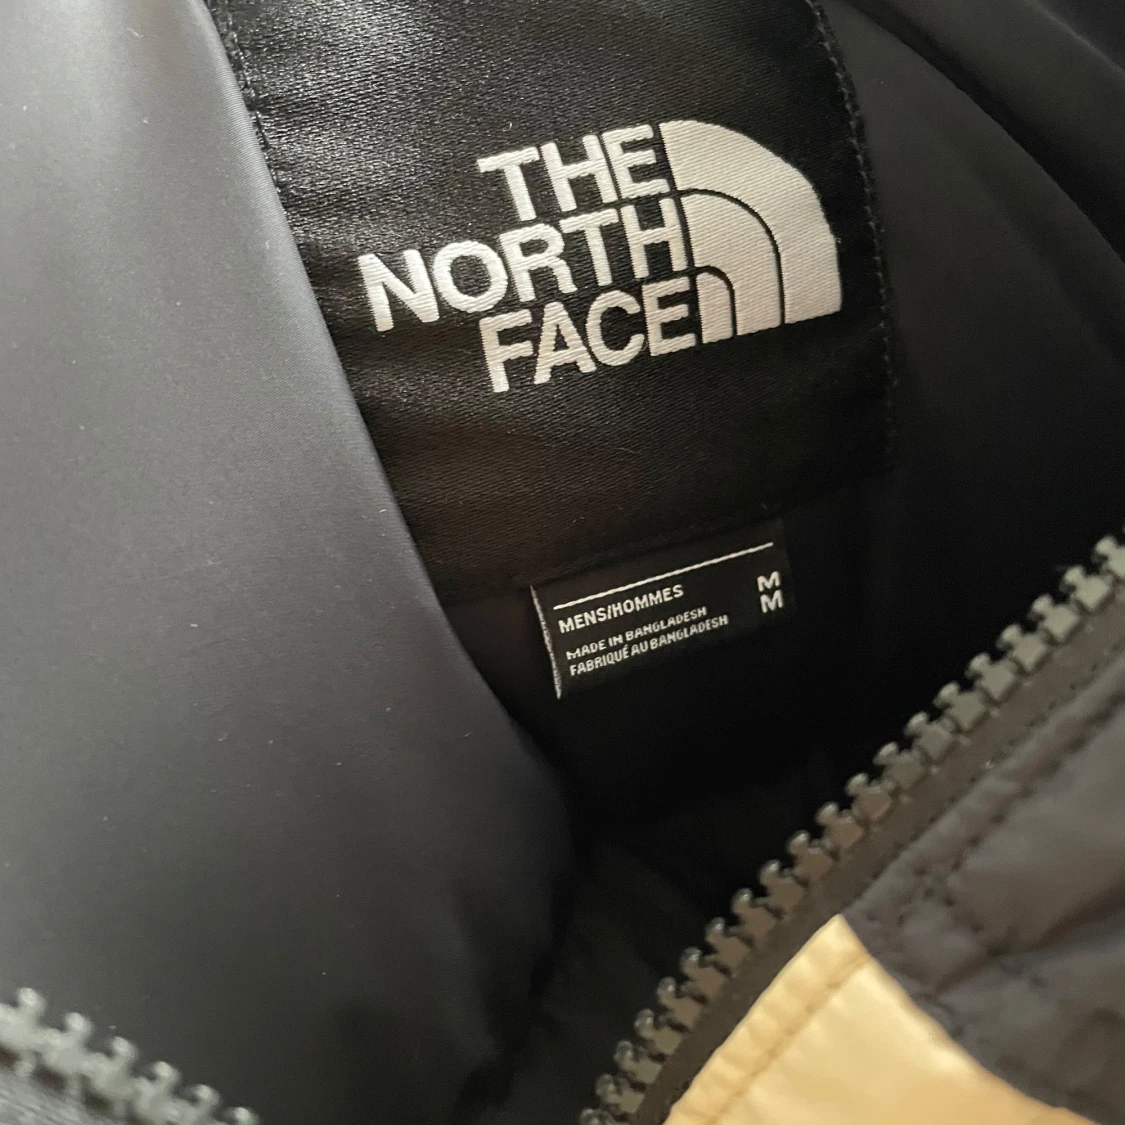 THE
NORTH
FACE
MENS/HOMMES M
M
MADE IN BANGLADESH
FABRIQUÉ AU BANGLADESH